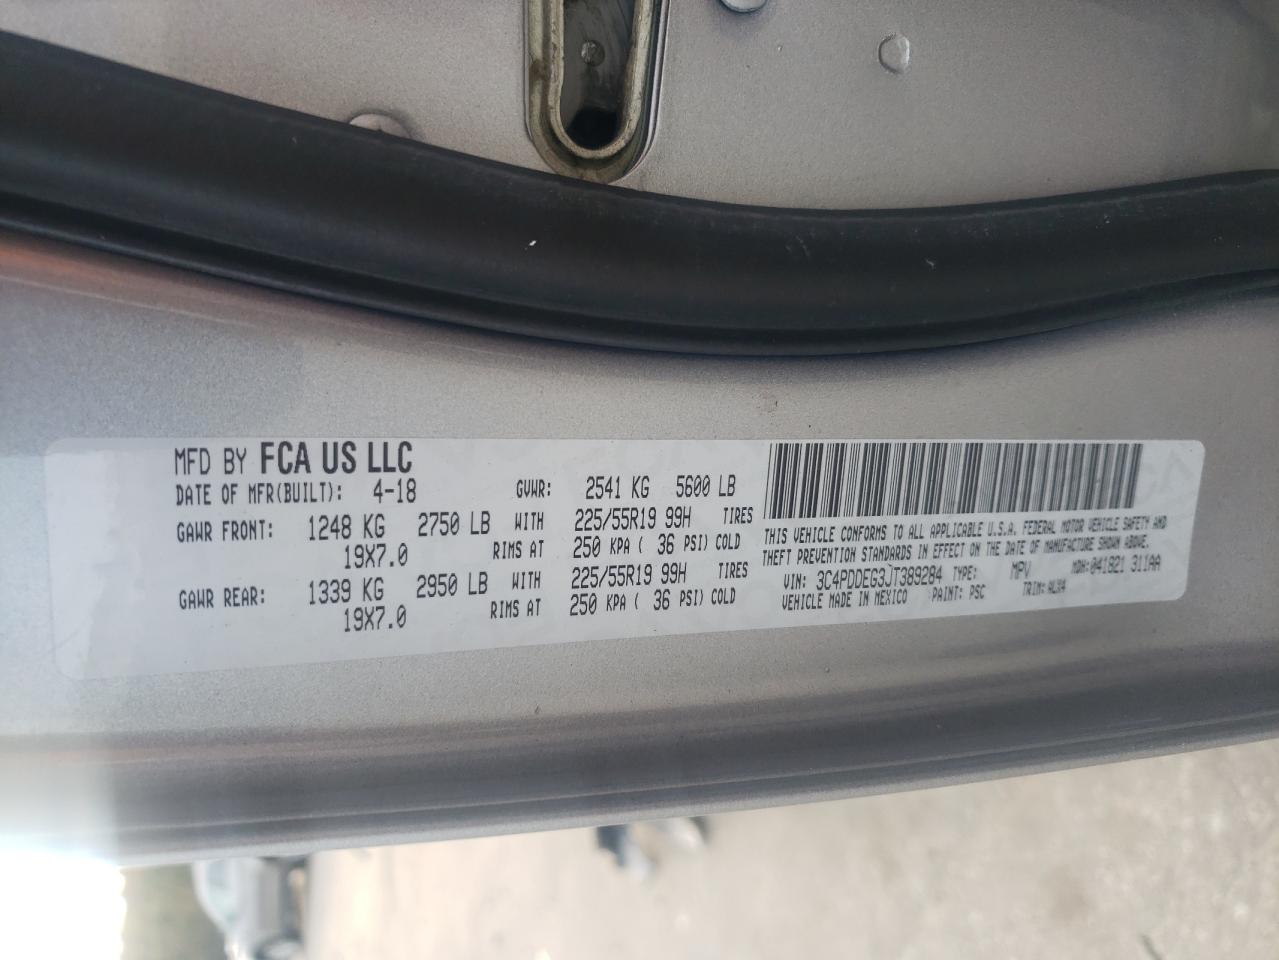 MFD BY FCA US LLC
DATE OF MFR(BUILT): 4-18 GVWR: 2541 KG 5600 LB
GAWR FRONT: 1248 KG 2750 LB WITH 225/55R19 99H TIRES
19X7.0 RIMS AT 250 KPA ( 36 PSI) COLD
GAWR REAR: 1339 KG 2950 LB WITH 225/55R19 99H TIRES
19X7.0 RIMS AT 250 KPA ( 36 PSI) COLD
THIS VEHICLE CONFORMS TO ALL APPLICABLE U.S.A. FEDERAL MOTOR VEHICLE SAFETY AND
THEFT PREVENTION STANDARDS IN EFFECT ON THE DATE OF MANUFACTURE SHOWN ABOVE.
VIN: 3C4PDDEG3JT389284 TYPE: MPV MDH: 041821 311AA
VEHICLE MADE IN MEXICO PAINT: PSC TRIM: ALX4